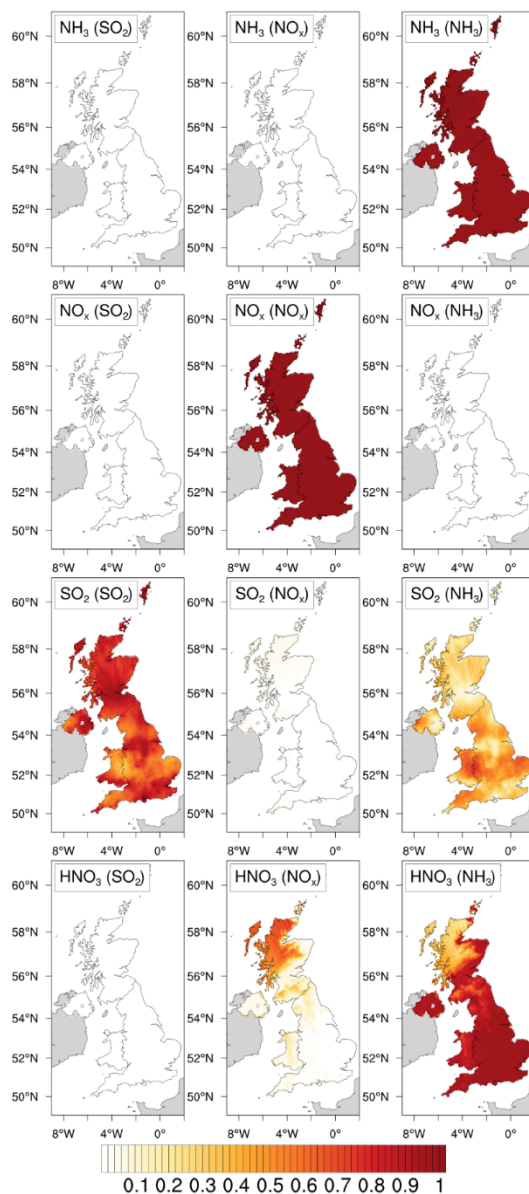 NH₃ (SO₂) NH₃ (NOₓ) NH₃ (NH₃)
60°N 60°N 60°N
58°N 58°N 58°N
56°N 56°N 56°N
54°N 54°N 54°N
52°N 52°N 52°N
50°N 50°N 50°N
8°W 4°W 0° 8°W 4°W 0° 8°W 4°W 0°
NOₓ (SO₂) NOₓ (NOₓ) NOₓ (NH₃)
60°N 60°N 60°N
58°N 58°N 58°N
56°N 56°N 56°N
54°N 54°N 54°N
52°N 52°N 52°N
50°N 50°N 50°N
8°W 4°W 0° 8°W 4°W 0° 8°W 4°W 0°
SO₂ (SO₂) SO₂ (NOₓ) SO₂ (NH₃)
60°N 60°N 60°N
58°N 58°N 58°N
56°N 56°N 56°N
54°N 54°N 54°N
52°N 52°N 52°N
50°N 50°N 50°N
8°W 4°W 0° 8°W 4°W 0° 8°W 4°W 0°
HNO₃ (SO₂) HNO₃ (NOₓ) HNO₃ (NH₃)
60°N 60°N 60°N
58°N 58°N 58°N
56°N 56°N 56°N
54°N 54°N 54°N
52°N 52°N 52°N
50°N 50°N 50°N
8°W 4°W 0° 8°W 4°W 0° 8°W 4°W 0°
0.1 0.2 0.3 0.4 0.5 0.6 0.7 0.8 0.9 1